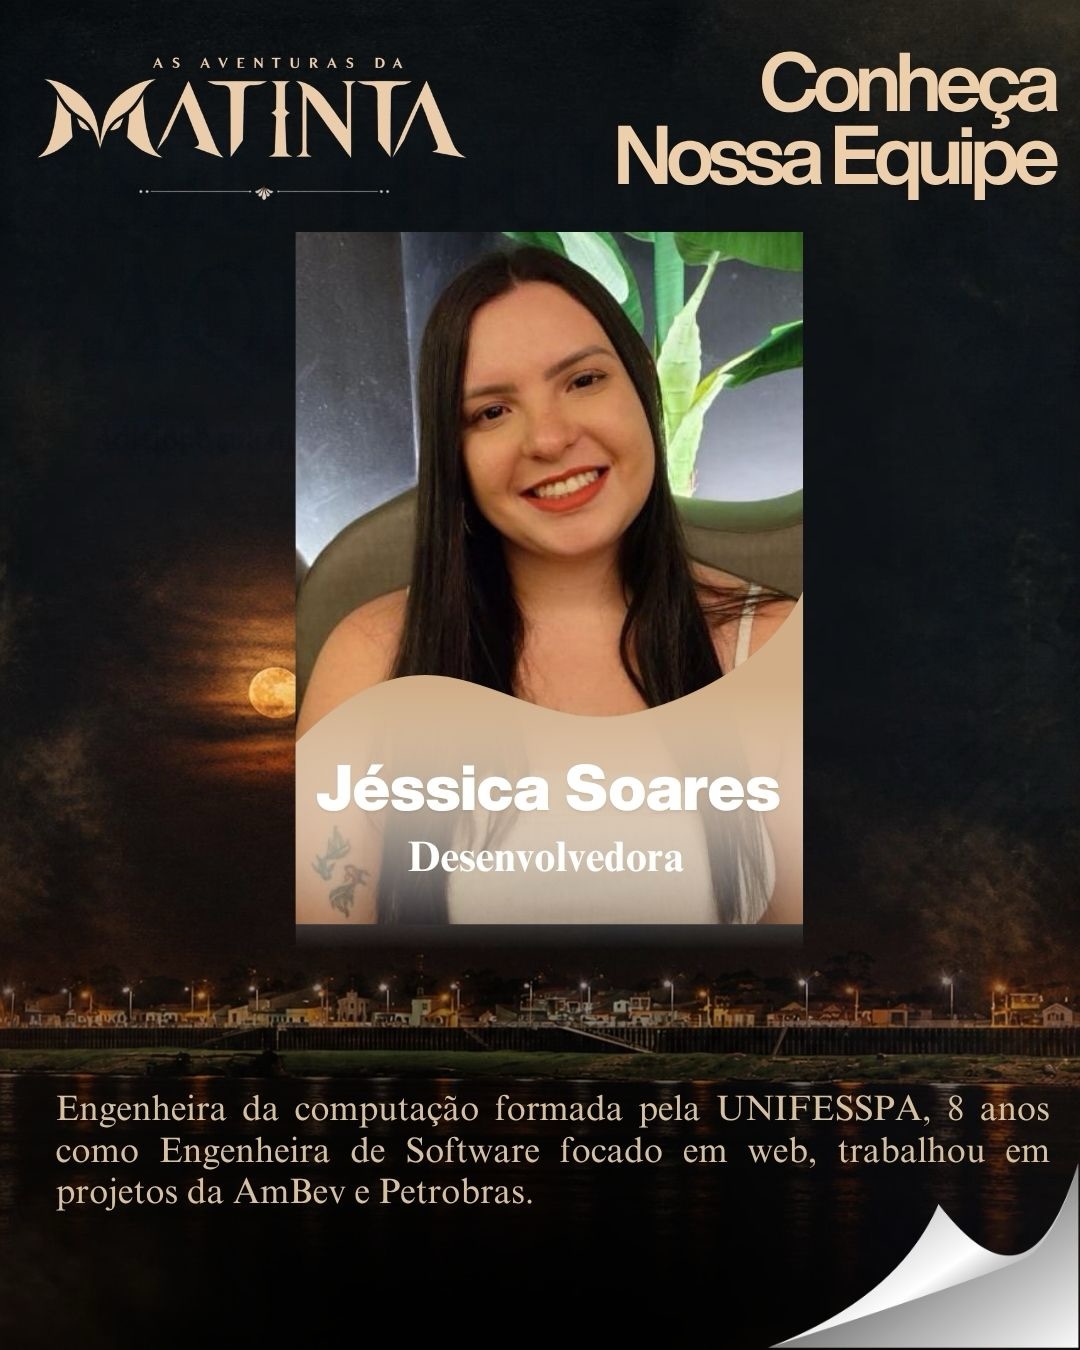 AS AVENTURAS DA
MATINTA
Conheça
Nossa Equipe
Jéssica Soares
Desenvolvedora
Engenheira da computação formada pela UNIFESSPA, 8 anos
como Engenheira de Software focado em web, trabalhou em
projetos da AmBev e Petrobras.